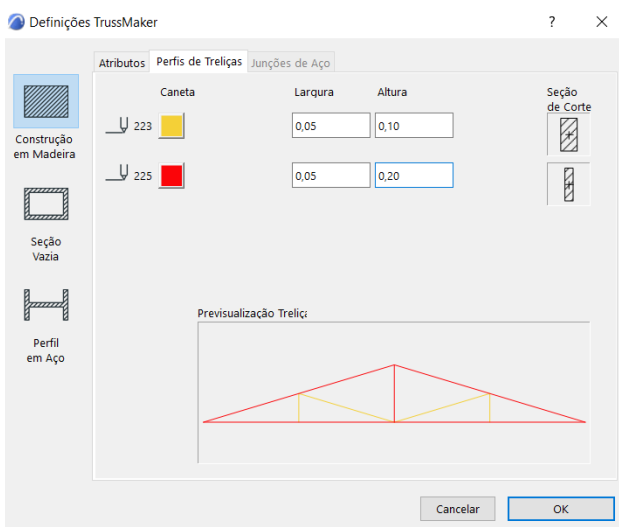 Definições TrussMaker
?
Atributos Perfis de Treliças Junções de Aço
Construção
em Madeira
Seção
Vazia
Perfil
em Aço
Caneta Larqura Altura Seção
de Corte
223 0,05 0,10
225 0,05 0,20
Previsualização Treliça
Cancelar OK